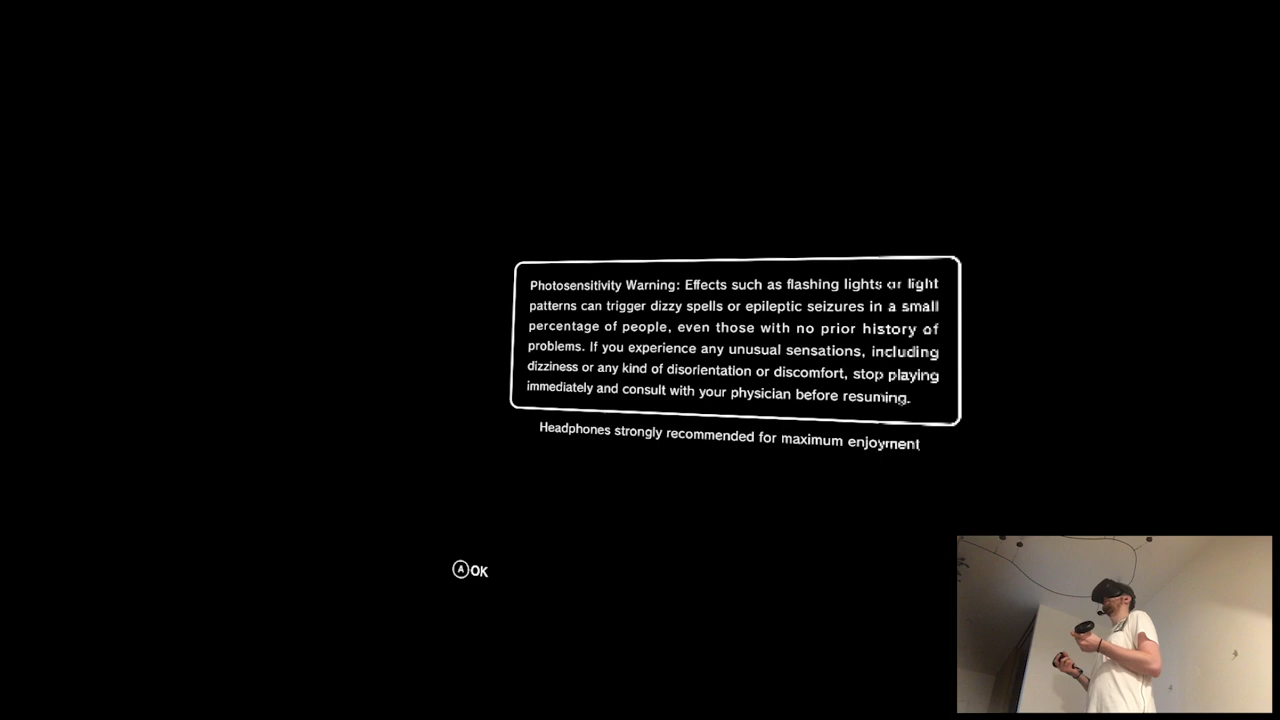 Photosensitivity Warning: Effects such as flashing lights or light
patterns can trigger dizzy spells or epileptic seizures in a small
percentage of people, even those with no prior history of
problems. If you experience any unusual sensations, including
dizziness or any kind of disorientation or discomfort, stop playing
immediately and consult with your physician before resuming.
Headphones strongly recommended for maximum enjoyment
A OK